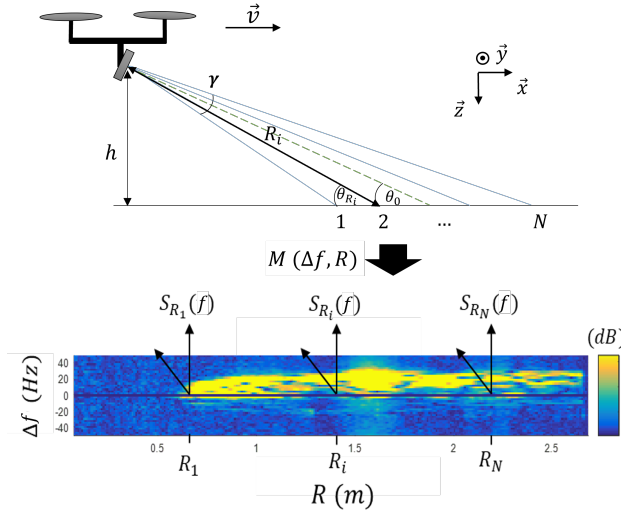 v⃗
γ
y⃗
x⃗
z⃗
R_i
h
θ_{R_i}
θ_0
1 2 ... N
M (Δf, R)
S_{R_1}(f) S_{R_i}(f) S_{R_N}(f)
(dB)
Δf (Hz)
40
20
0
-20
-40
0.5 1 1.5 2 2.5
R_1 R_i R_N
R (m)